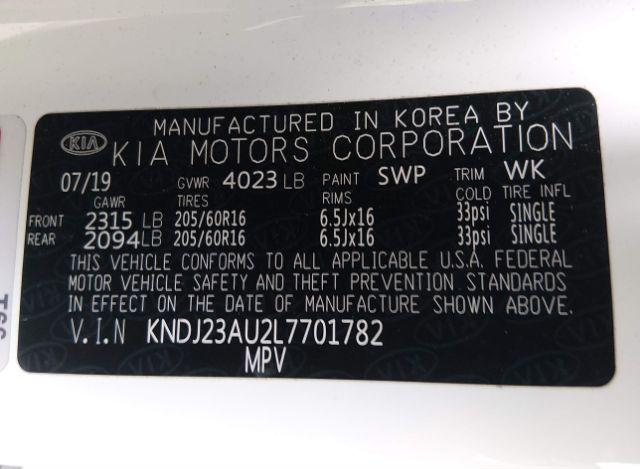 MANUFACTURED IN KOREA BY
KIA KIA MOTORS CORPORATION
07/19 GVWR 4023 LB PAINT SWP TRIM WK
GAWR TIRES RIMS COLD TIRE INFL
FRONT 2315 LB 205/60R16 6.5Jx16 33psi SINGLE
REAR 2094 LB 205/60R16 6.5Jx16 33psi SINGLE
THIS VEHICLE CONFORMS TO ALL APPLICABLE U.S.A. FEDERAL
MOTOR VEHICLE SAFETY AND THEFT PREVENTION STANDARDS
IN EFFECT ON THE DATE OF MANUFACTURE SHOWN ABOVE.
V.I.N KNDJ23AU2L7701782
MPV